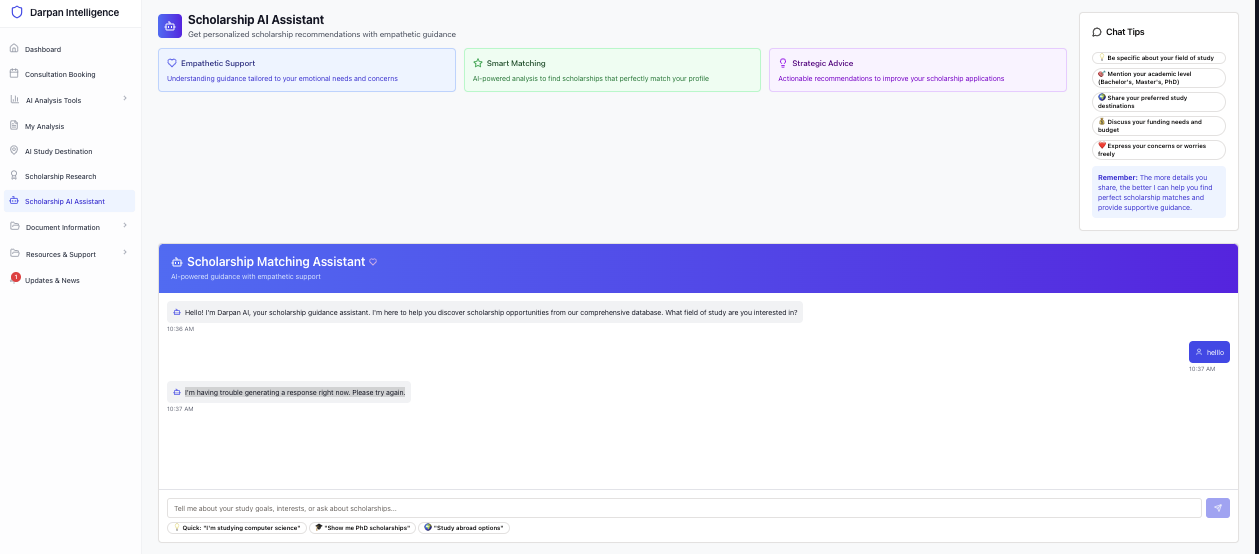 Darpan Intelligence
Dashboard
Consultation Booking
AI Analysis Tools
My Analysis
AI Study Destination
Scholarship Research
Scholarship AI Assistant
Document Information
Resources & Support
1
Updates & News
Scholarship AI Assistant
Get personalized scholarship recommendations with empathetic guidance
Empathetic Support
Understanding guidance tailored to your emotional needs and concerns
Smart Matching
AI-powered analysis to find scholarships that perfectly match your profile
Strategic Advice
Actionable recommendations to improve your scholarship applications
Chat Tips
💡 Be specific about your field of study
🎯 Mention your academic level
(Bachelor's, Master's, PhD)
🌍 Share your preferred study
destinations
💰 Discuss your funding needs and
budget
❤️ Express your concerns or worries
freely
Remember: The more details you
share, the better I can help you find
perfect scholarship matches and
provide supportive guidance.
Scholarship Matching Assistant
AI-powered guidance with empathetic support
Hello! I'm Darpan AI, your scholarship guidance assistant. I'm here to help you discover scholarship opportunities from our comprehensive database. What field of study are you interested in?
10:36 AM
helllo
10:37 AM
I'm having trouble generating a response right now. Please try again.
10:37 AM
Tell me about your study goals, interests, or ask about scholarships...
💡 Quick: "I'm studying computer science"
🎓 "Show me PhD scholarships"
🌍 "Study abroad options"